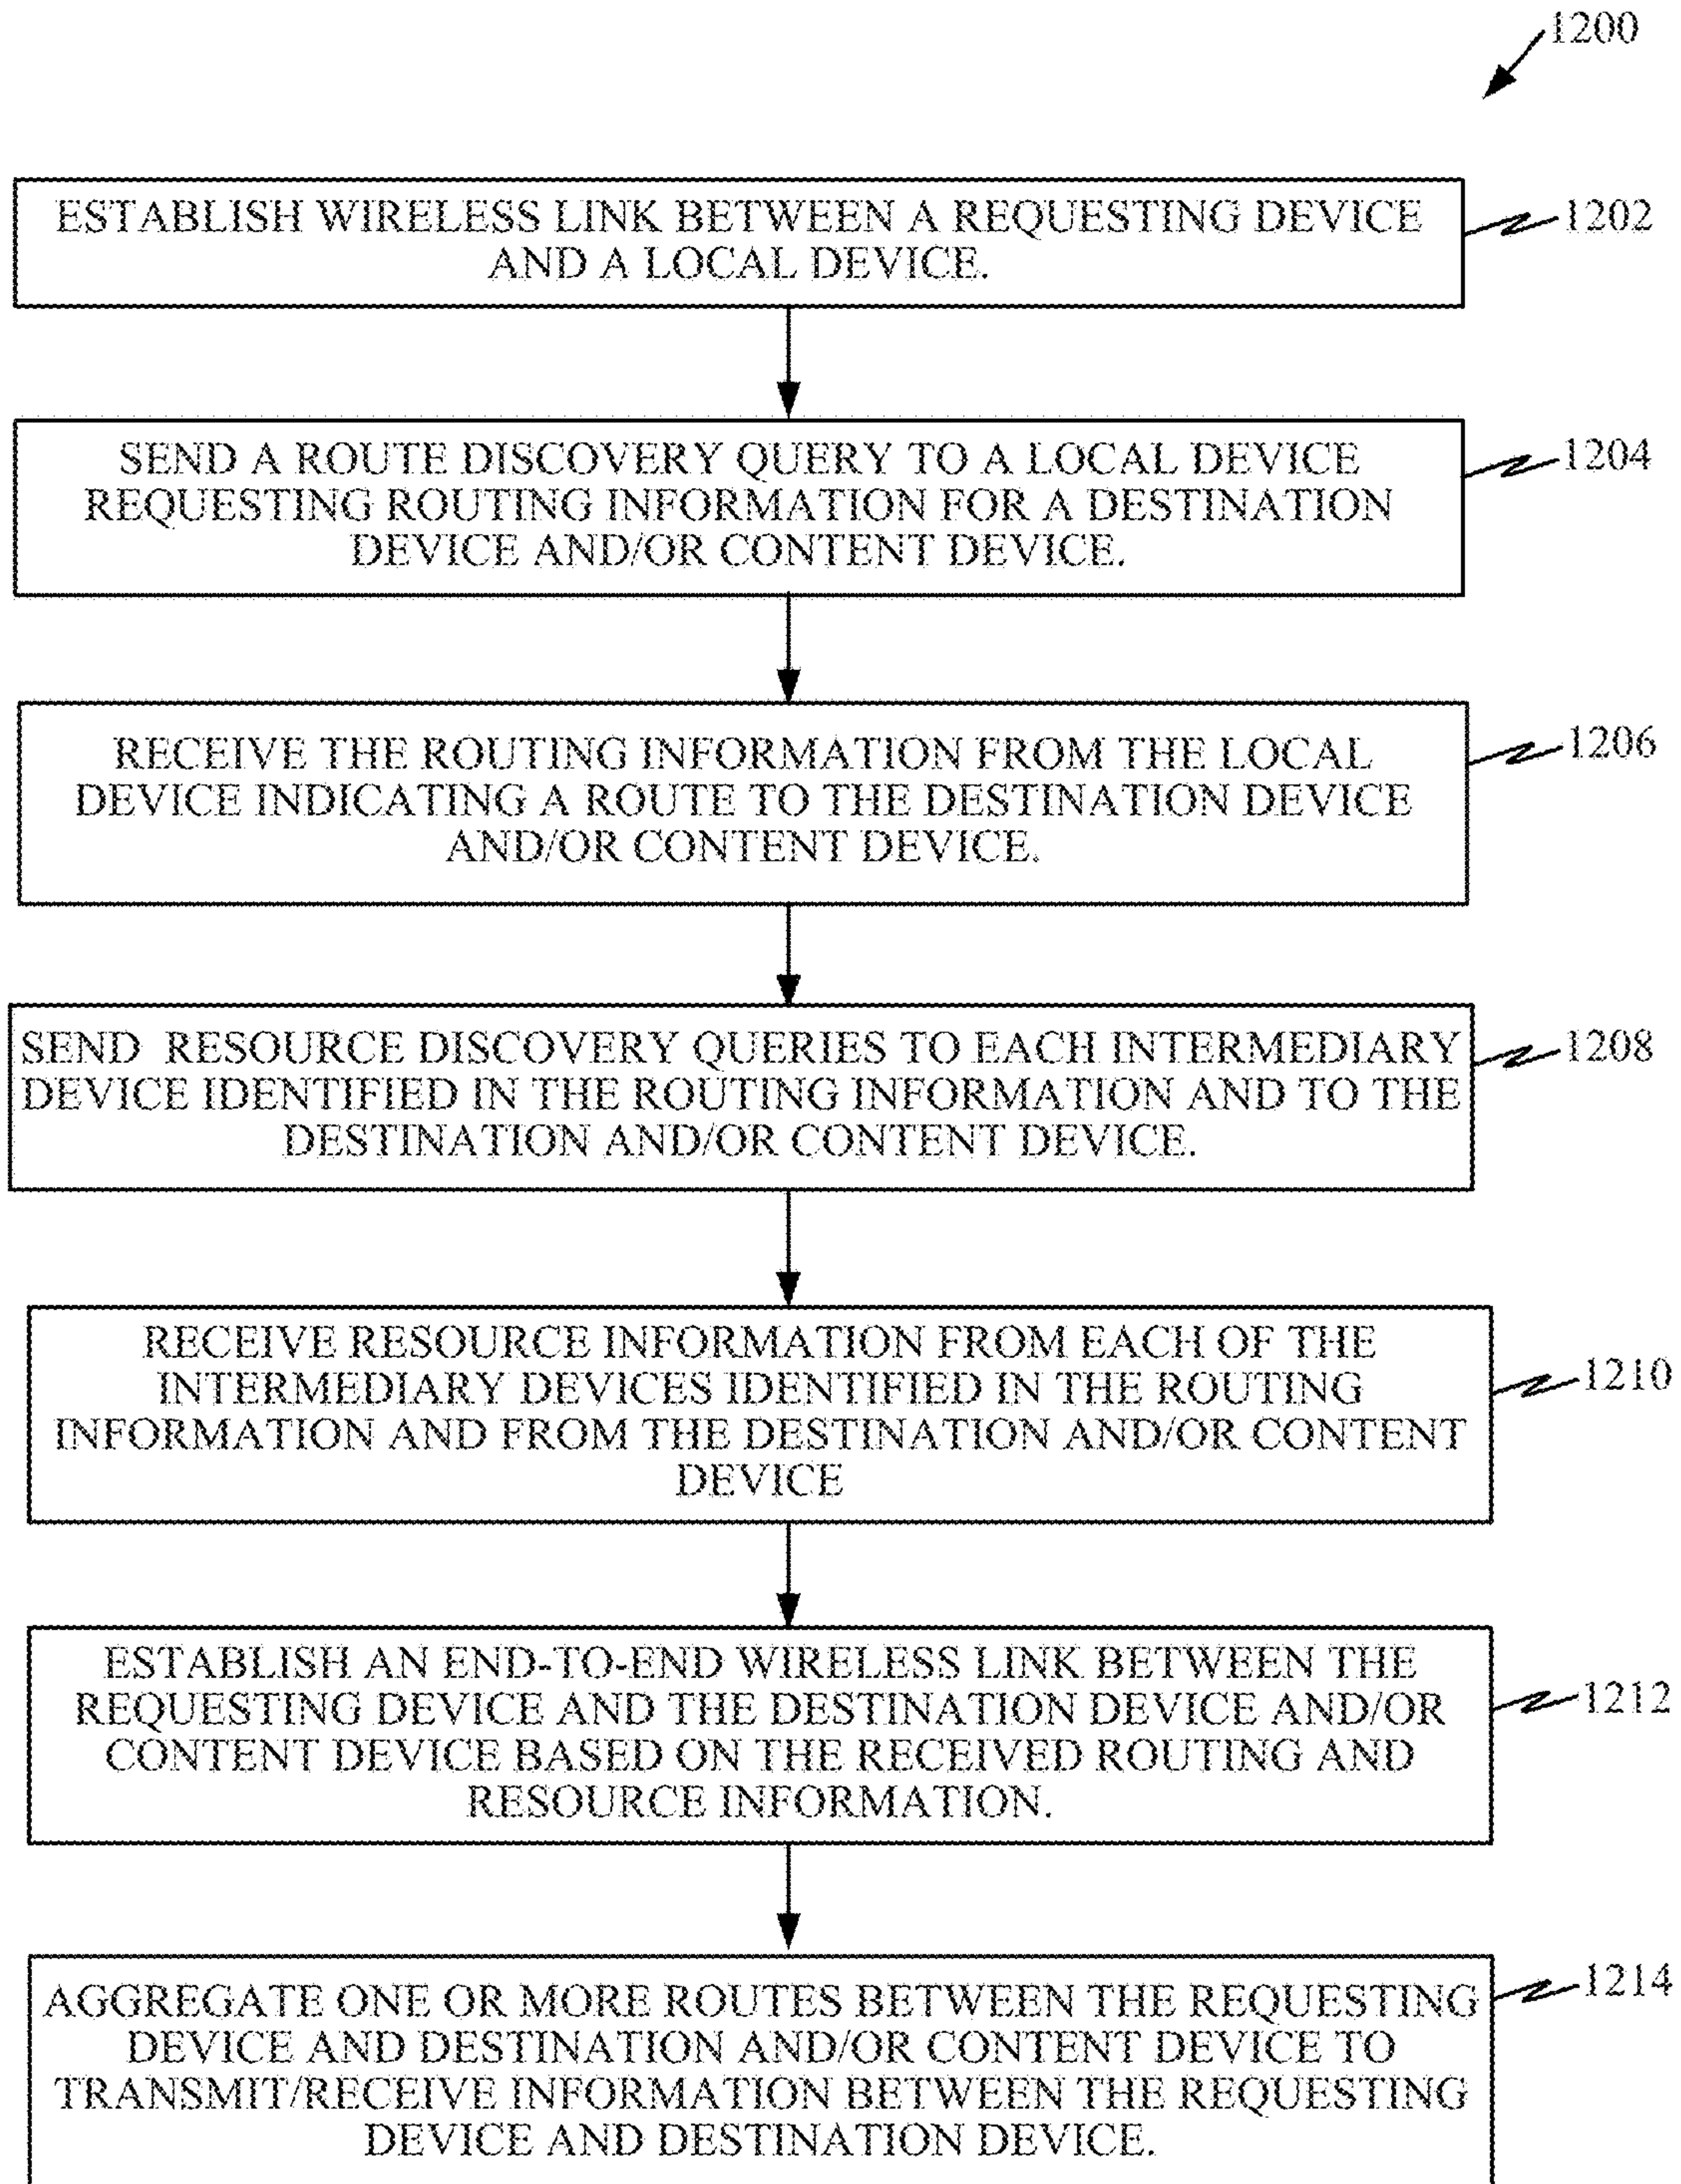 1200
ESTABLISH WIRELESS LINK BETWEEN A REQUESTING DEVICE
AND A LOCAL DEVICE.
1202
SEND A ROUTE DISCOVERY QUERY TO A LOCAL DEVICE
REQUESTING ROUTING INFORMATION FOR A DESTINATION
DEVICE AND/OR CONTENT DEVICE.
1204
RECEIVE THE ROUTING INFORMATION FROM THE LOCAL
DEVICE INDICATING A ROUTE TO THE DESTINATION DEVICE
AND/OR CONTENT DEVICE.
1206
SEND RESOURCE DISCOVERY QUERIES TO EACH INTERMEDIARY
DEVICE IDENTIFIED IN THE ROUTING INFORMATION AND TO THE
DESTINATION AND/OR CONTENT DEVICE.
1208
RECEIVE RESOURCE INFORMATION FROM EACH OF THE
INTERMEDIARY DEVICES IDENTIFIED IN THE ROUTING
INFORMATION AND FROM THE DESTINATION AND/OR CONTENT
DEVICE
1210
ESTABLISH AN END-TO-END WIRELESS LINK BETWEEN THE
REQUESTING DEVICE AND THE DESTINATION DEVICE AND/OR
CONTENT DEVICE BASED ON THE RECEIVED ROUTING AND
RESOURCE INFORMATION.
1212
AGGREGATE ONE OR MORE ROUTES BETWEEN THE REQUESTING
DEVICE AND DESTINATION AND/OR CONTENT DEVICE TO
TRANSMIT/RECEIVE INFORMATION BETWEEN THE REQUESTING
DEVICE AND DESTINATION DEVICE.
1214